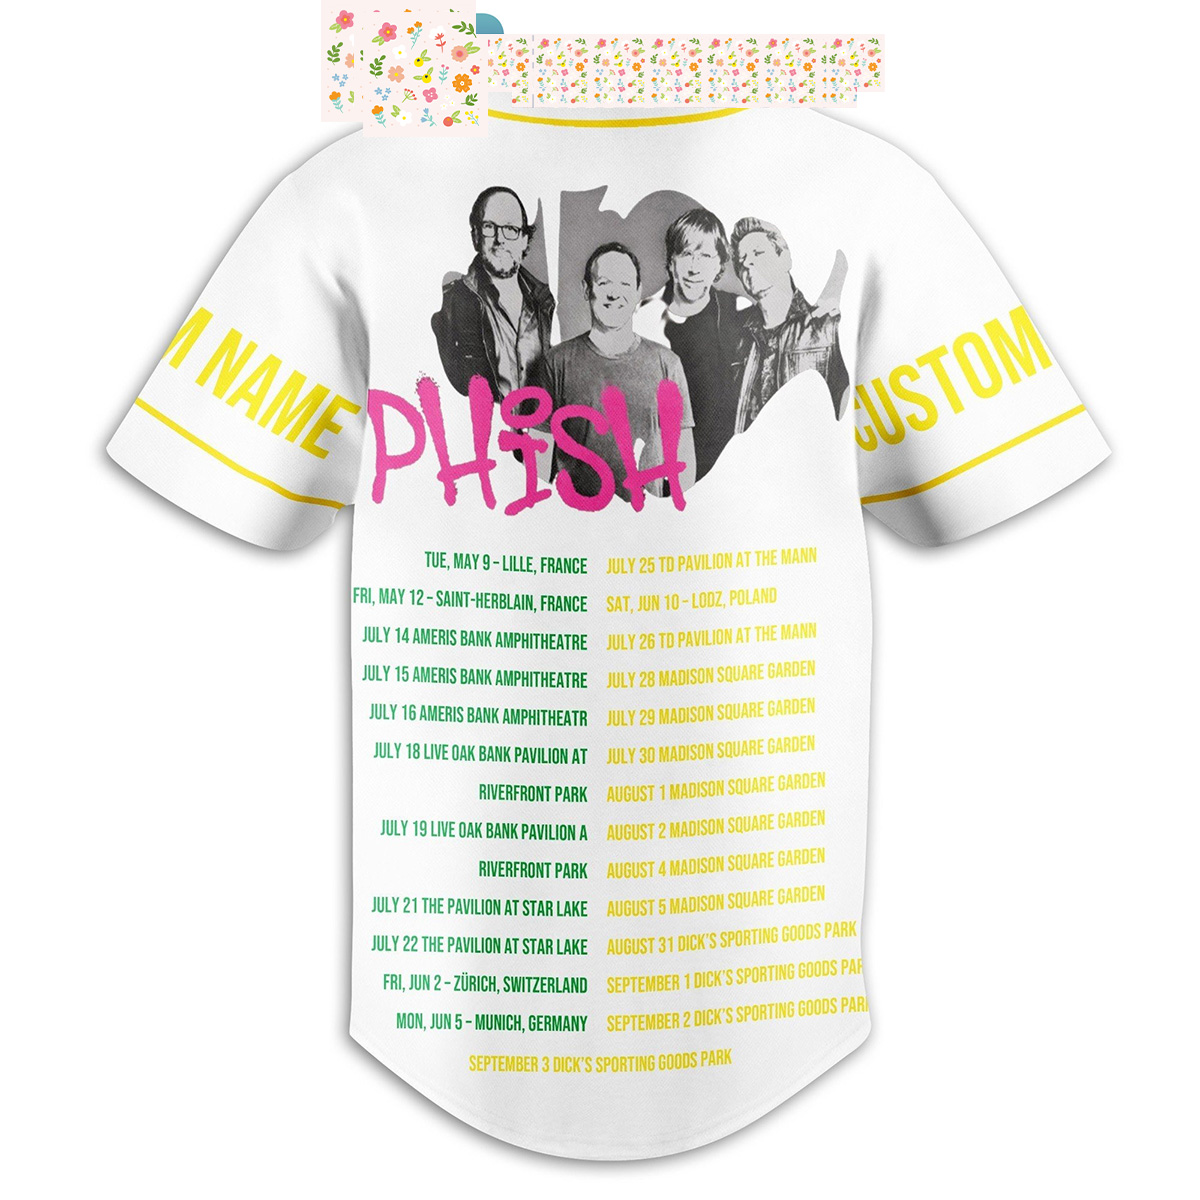 M NAME
CUSTOM
PHiSH
TUE, MAY 9 – LILLE, FRANCE
FRI, MAY 12 – SAINT-HERBLAIN, FRANCE
JULY 14 AMERIS BANK AMPHITHEATRE
JULY 15 AMERIS BANK AMPHITHEATRE
JULY 16 AMERIS BANK AMPHITHEATR
JULY 18 LIVE OAK BANK PAVILION AT
RIVERFRONT PARK
JULY 19 LIVE OAK BANK PAVILION A
RIVERFRONT PARK
JULY 21 THE PAVILION AT STAR LAKE
JULY 22 THE PAVILION AT STAR LAKE
FRI, JUN 2 – ZÜRICH, SWITZERLAND
MON, JUN 5 – MUNICH, GERMANY
JULY 25 TD PAVILION AT THE MANN
SAT, JUN 10 – LODZ, POLAND
JULY 26 TD PAVILION AT THE MANN
JULY 28 MADISON SQUARE GARDEN
JULY 29 MADISON SQUARE GARDEN
JULY 30 MADISON SQUARE GARDEN
AUGUST 1 MADISON SQUARE GARDEN
AUGUST 2 MADISON SQUARE GARDEN
AUGUST 4 MADISON SQUARE GARDEN
AUGUST 5 MADISON SQUARE GARDEN
AUGUST 31 DICK'S SPORTING GOODS PARK
SEPTEMBER 1 DICK'S SPORTING GOODS PAR
SEPTEMBER 2 DICK'S SPORTING GOODS PARK
SEPTEMBER 3 DICK'S SPORTING GOODS PARK